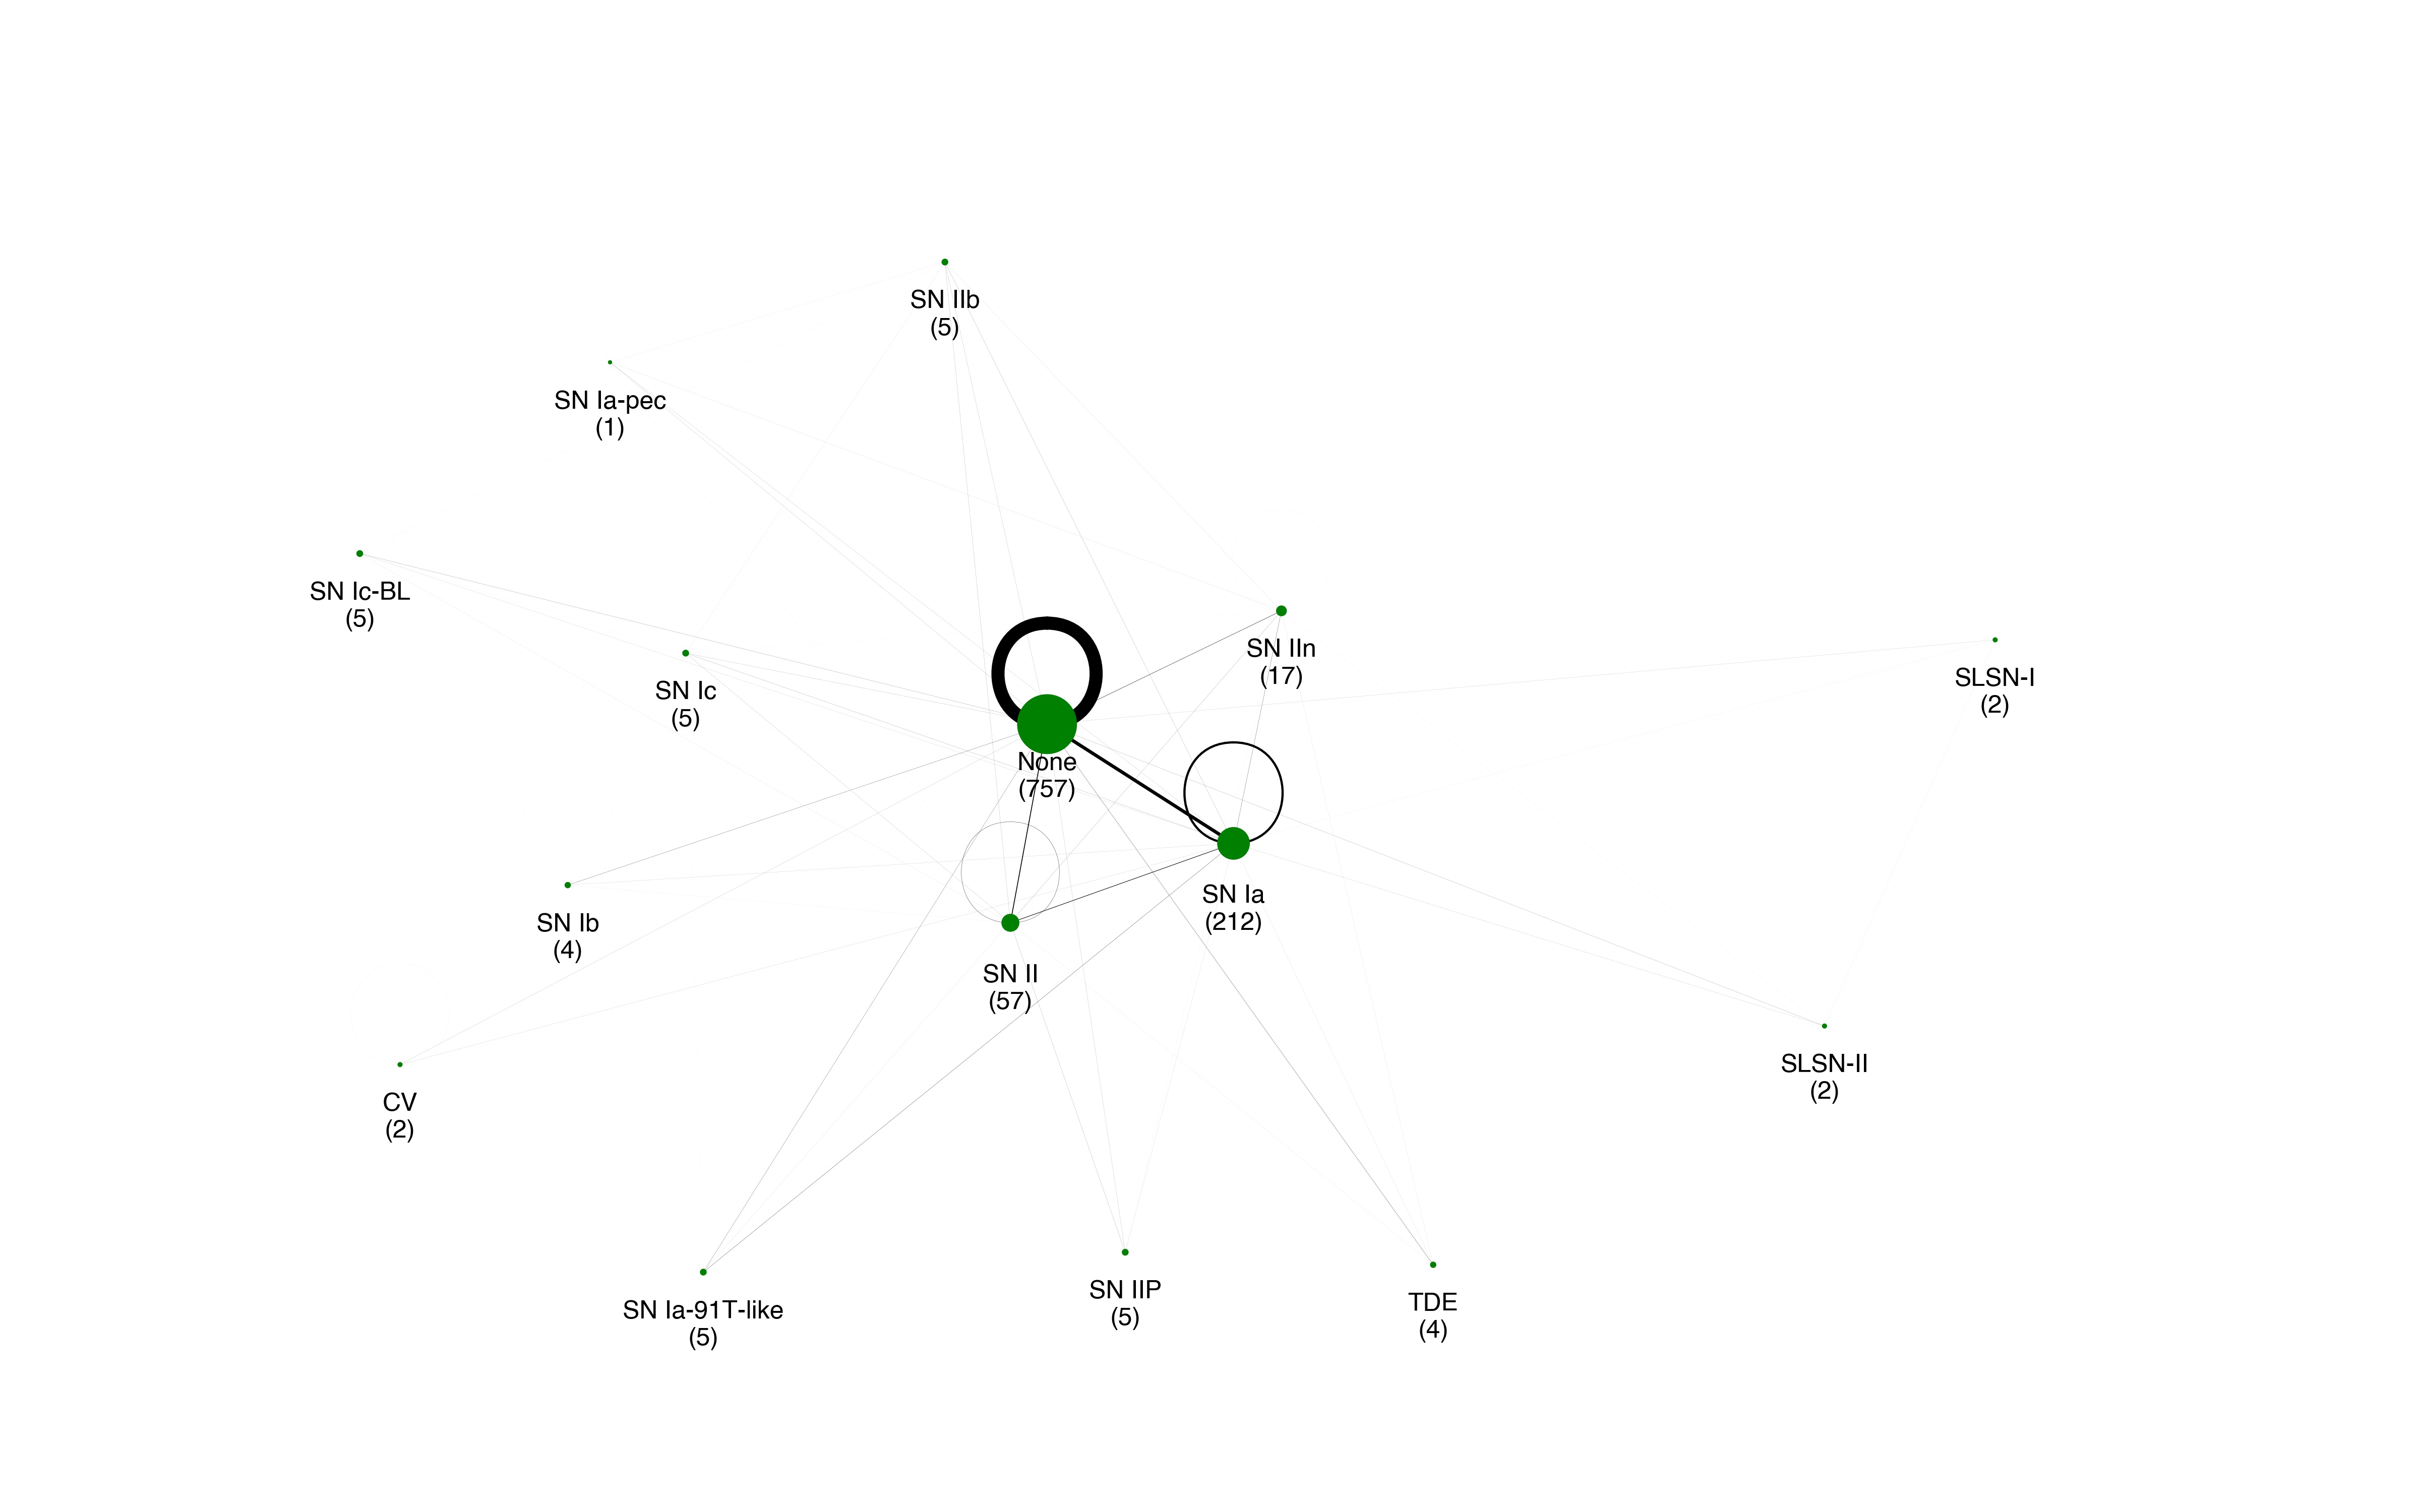 SN IIb
(5)
SN Ia-pec
(1)
SN Ic-BL
(5)
SN IIn
(17)
SLSN-I
(2)
SN Ic
(5)
None
(757)
SN Ia
(212)
SN Ib
(4)
SN II
(57)
SLSN-II
(2)
CV
(2)
SN IIP
(5)
TDE
(4)
SN Ia-91T-like
(5)